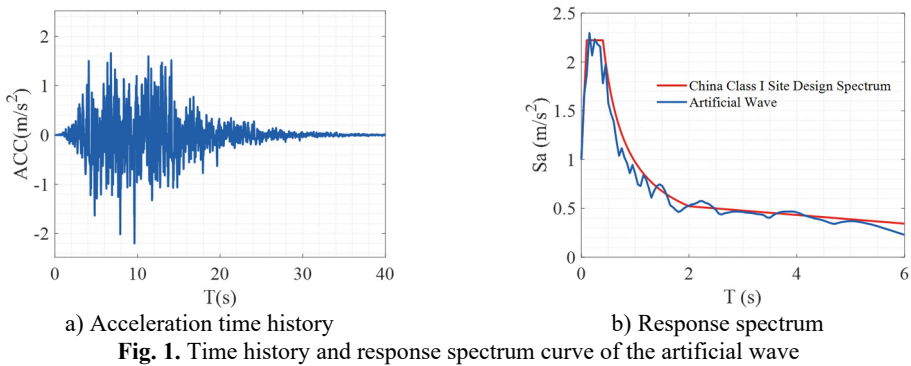 2
1
0
-1
-2
ACC(m/s²)
0
10
20
30
40
T(s)
a) Acceleration time history
2.5
2
1.5
1
0.5
0
Sa (m/s²)
China Class I Site Design Spectrum
Artificial Wave
0
2
4
6
T (s)
b) Response spectrum
Fig. 1. Time history and response spectrum curve of the artificial wave